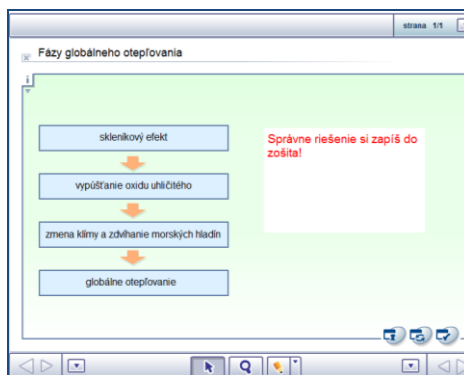 strana 1/1
Fázy globálneho otepľovania
i
skleníkový efekt
Správne riešenie si zapíš do
zošita!
vypúšťanie oxidu uhličitého
zmena klímy a zdvíhanie morských hladín
globálne otepľovanie